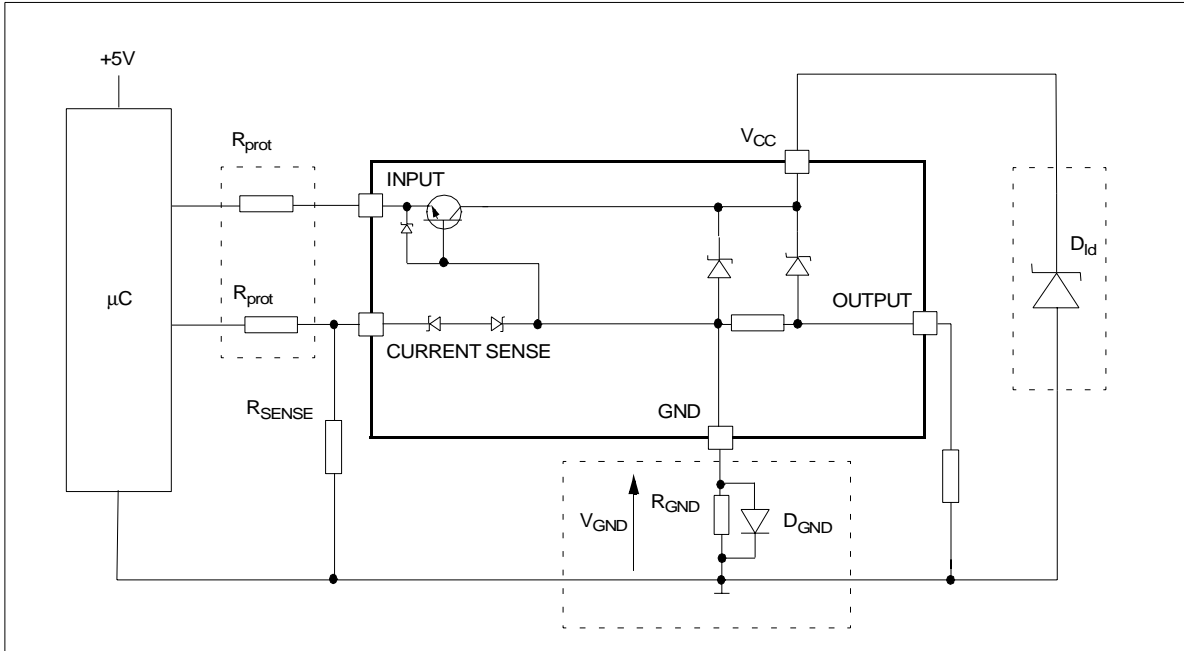 +5V
R_prot
V_CC
INPUT
D_ld
R_prot
OUTPUT
μC
CURRENT SENSE
R_SENSE
GND
R_GND
V_GND
D_GND